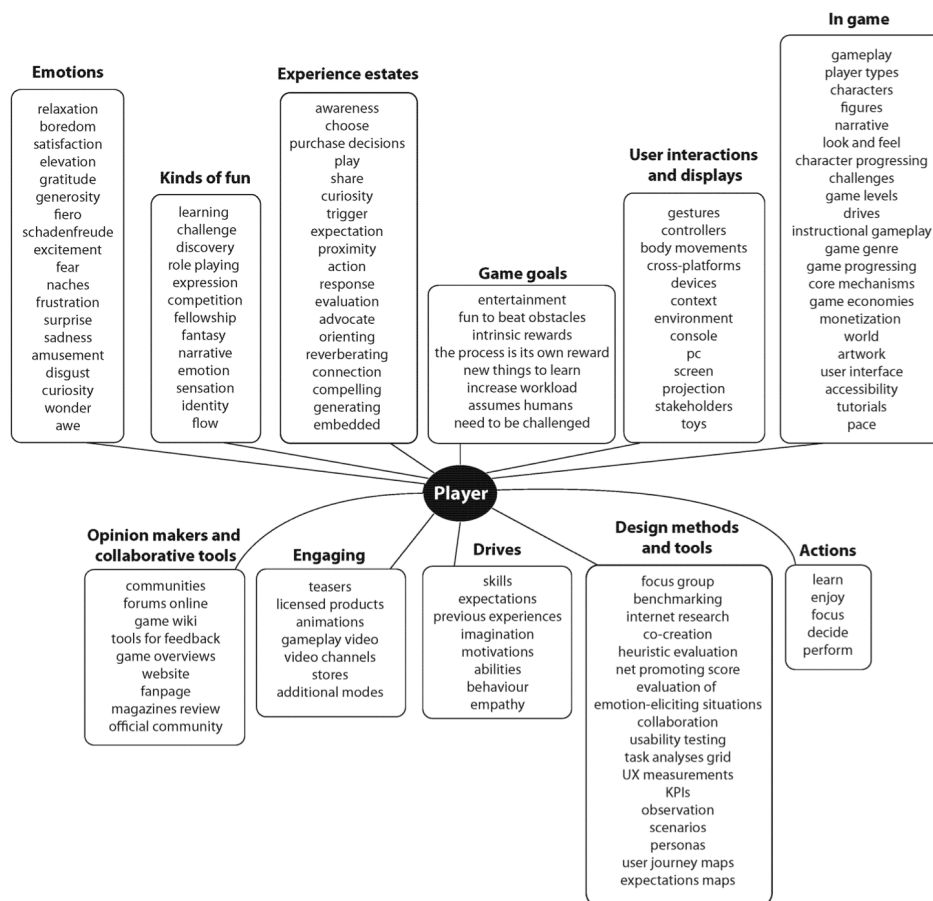 Emotions
relaxation
boredom
satisfaction
elevation
gratitude
generosity
fiero
schadenfreude
excitement
fear
naches
frustration
surprise
sadness
amusement
disgust
curiosity
wonder
awe
Kinds of fun
learning
challenge
discovery
role playing
expression
competition
fellowship
fantasy
narrative
emotion
sensation
identity
flow
Experience estates
awareness
choose
purchase decisions
play
share
curiosity
trigger
expectation
proximity
action
response
evaluation
advocate
orienting
reverberating
connection
compelling
generating
embedded
Game goals
entertainment
fun to beat obstacles
intrinsic rewards
the process is its own reward
new things to learn
increase workload
assumes humans
need to be challenged
User interactions
and displays
gestures
controllers
body movements
cross-platforms
devices
context
environment
console
pc
screen
projection
stakeholders
toys
In game
gameplay
player types
characters
figures
narrative
look and feel
character progressing
challenges
game levels
drives
instructional gameplay
game genre
game progressing
core mechanisms
game economies
monetization
world
artwork
user interface
accessibility
tutorials
pace
Player
Opinion makers and
collaborative tools
communities
forums online
game wiki
tools for feedback
game overviews
website
fanpage
magazines review
official community
Engaging
teasers
licensed products
animations
gameplay video
video channels
stores
additional modes
Drives
skills
expectations
previous experiences
imagination
motivations
abilities
behaviour
empathy
Design methods
and tools
focus group
benchmarking
internet research
co-creation
heuristic evaluation
net promoting score
evaluation of
emotion-eliciting situations
collaboration
usability testing
task analyses grid
UX measurements
KPIs
observation
scenarios
personas
user journey maps
expectations maps
Actions
learn
enjoy
focus
decide
perform